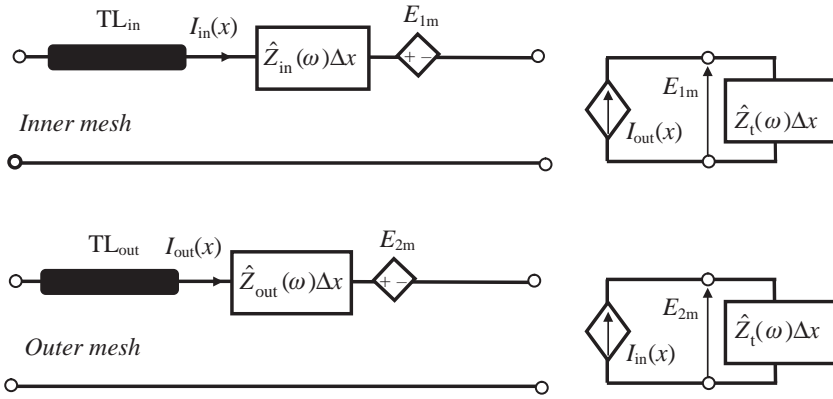 TL_in I_in(x) Ẑ_in(ω)Δx E_1m
+ −
Inner mesh
E_1m I_out(x) Ẑ_t(ω)Δx
TL_out I_out(x) Ẑ_out(ω)Δx E_2m
+ −
Outer mesh
E_2m I_in(x) Ẑ_t(ω)Δx